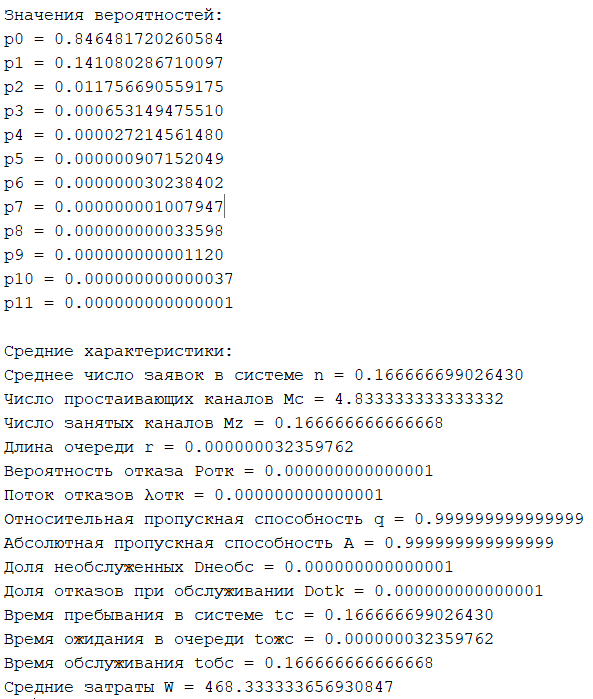 Значения вероятностей:
p0 = 0.846481720260584
p1 = 0.141080286710097
p2 = 0.011756690559175
p3 = 0.000653149475510
p4 = 0.000027214561480
p5 = 0.000000907152049
p6 = 0.000000030238402
p7 = 0.000000001007947
p8 = 0.000000000033598
p9 = 0.000000000001120
p10 = 0.000000000000037
p11 = 0.000000000000001
Средние характеристики:
Среднее число заявок в системе n = 0.166666699026430
Число простаивающих каналов Mc = 4.833333333333332
Число занятых каналов Mz = 0.166666666666668
Длина очереди r = 0.000000032359762
Вероятность отказа Pотк = 0.000000000000001
Поток отказов λотк = 0.000000000000001
Относительная пропускная способность q = 0.999999999999999
Абсолютная пропускная способность A = 0.999999999999999
Доля необслуженных Dнеобс = 0.000000000000001
Доля отказов при обслуживании Dotk = 0.000000000000001
Время пребывания в системе tс = 0.166666699026430
Время ожидания в очереди tожс = 0.000000032359762
Время обслуживания tобс = 0.166666666666668
Средние затраты W = 468.333333656930847